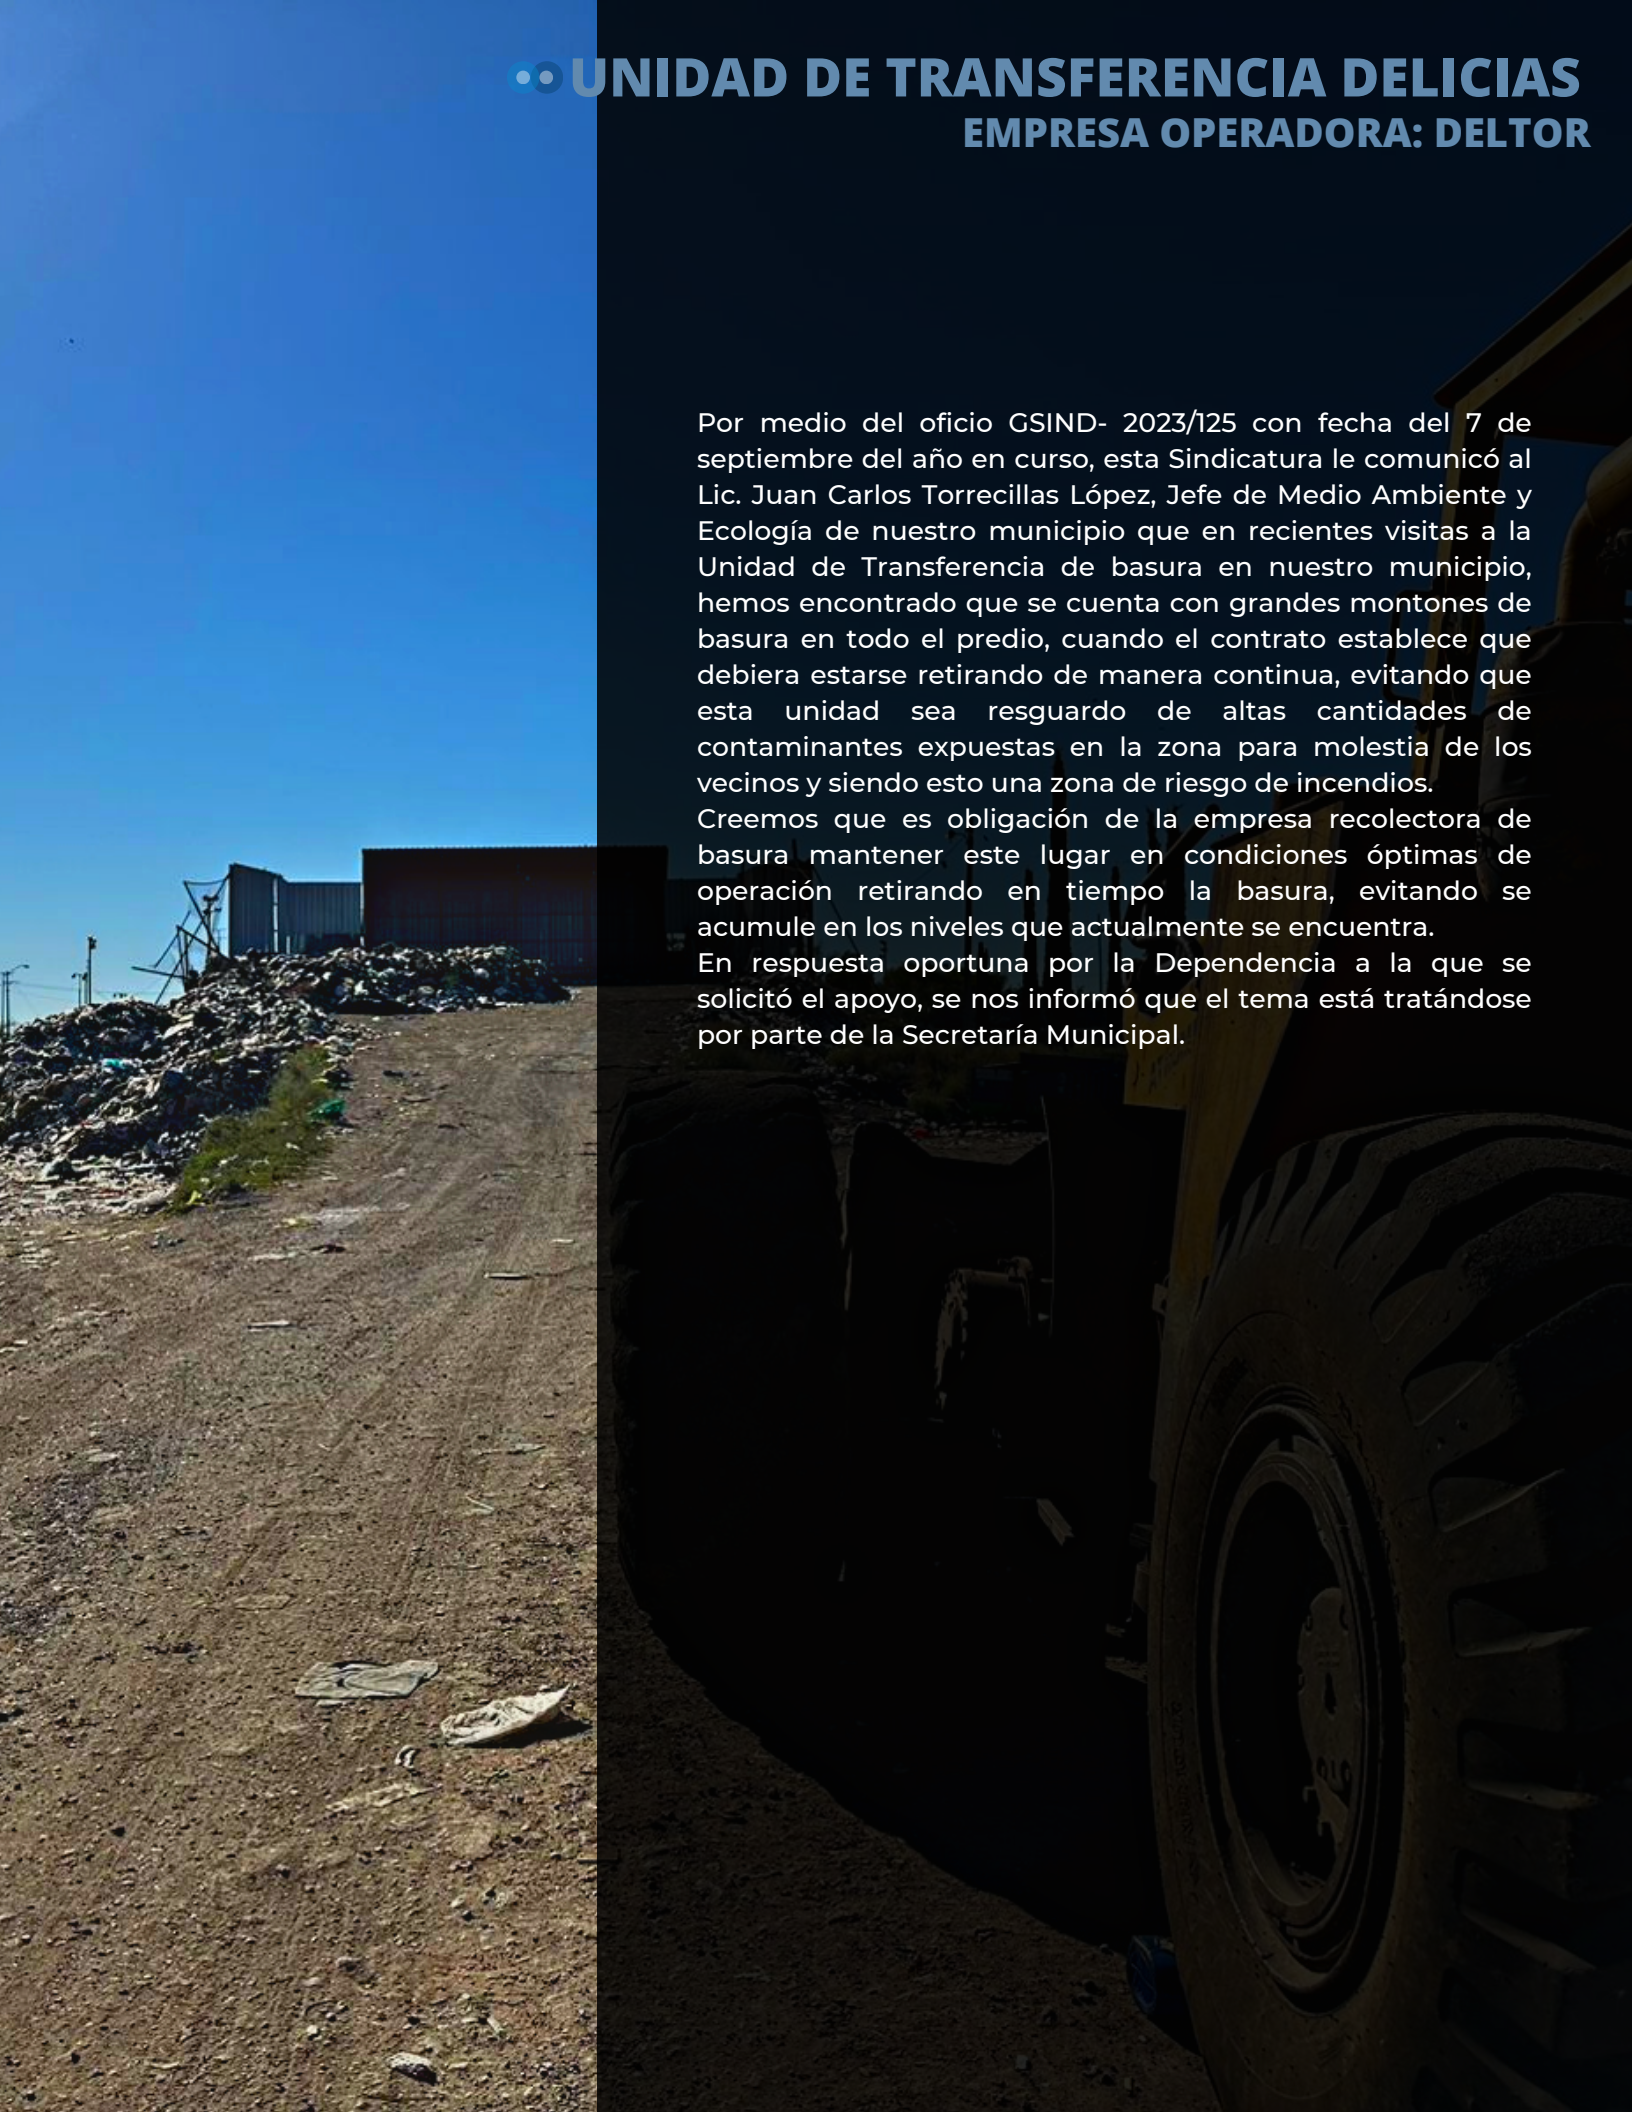 UNIDAD DE TRANSFERENCIA DELICIAS
EMPRESA OPERADORA: DELTOR
Por medio del oficio GSIND- 2023/125 con fecha del 7 de
septiembre del año en curso, esta Sindicatura le comunicó al
Lic. Juan Carlos Torrecillas López, Jefe de Medio Ambiente y
Ecología de nuestro municipio que en recientes visitas a la
Unidad de Transferencia de basura en nuestro municipio,
hemos encontrado que se cuenta con grandes montones de
basura en todo el predio, cuando el contrato establece que
debiera estarse retirando de manera continua, evitando que
esta unidad sea resguardo de altas cantidades de
contaminantes expuestas en la zona para molestia de los
vecinos y siendo esto una zona de riesgo de incendios.
Creemos que es obligación de la empresa recolectora de
basura mantener este lugar en condiciones óptimas de
operación retirando en tiempo la basura, evitando se
acumule en los niveles que actualmente se encuentra.
En respuesta oportuna por la Dependencia a la que se
solicitó el apoyo, se nos informó que el tema está tratándose
por parte de la Secretaría Municipal.